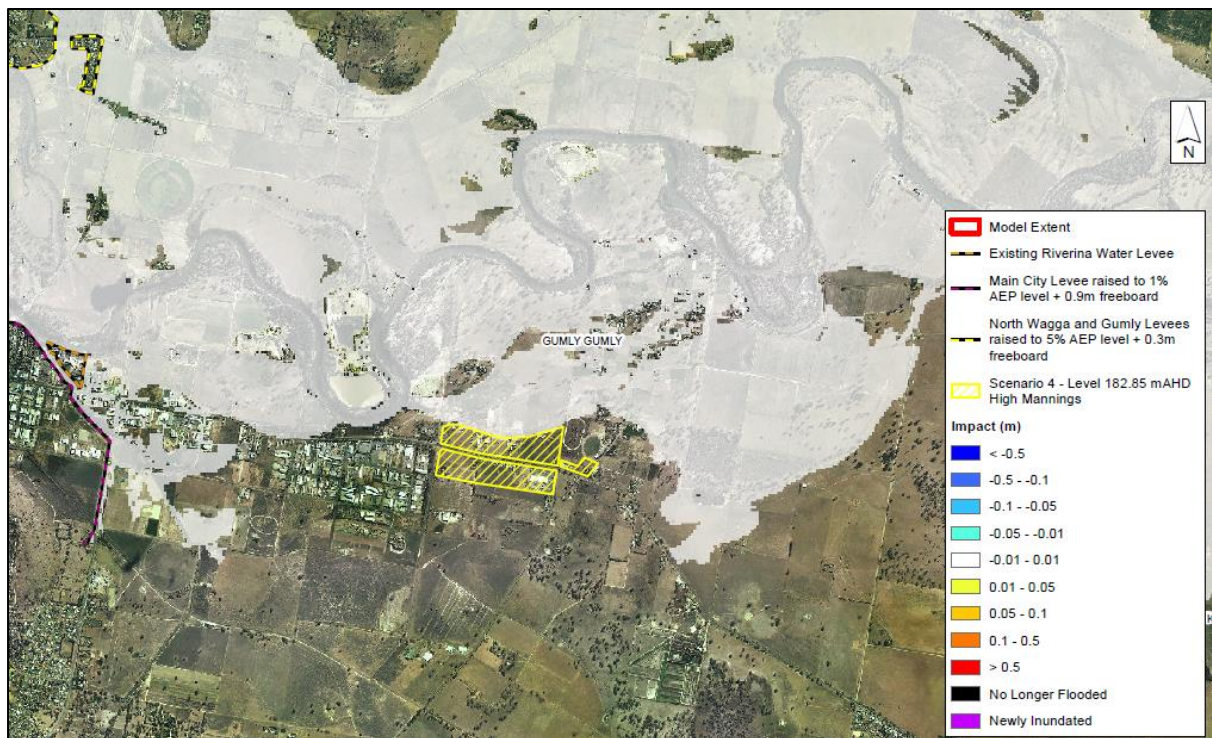 N
GUMLY GUMLY
Model Extent
Existing Riverina Water Levee
Main City Levee raised to 1%
AEP level + 0.9m freeboard
North Wagga and Gumly Levees
raised to 5% AEP level + 0.3m
freeboard
Scenario 4 - Level 182.85 mAHD
High Mannings
Impact (m)
< -0.5
-0.5 - -0.1
-0.1 - -0.05
-0.05 - -0.01
-0.01 - 0.01
0.01 - 0.05
0.05 - 0.1
0.1 - 0.5
> 0.5
No Longer Flooded
Newly Inundated